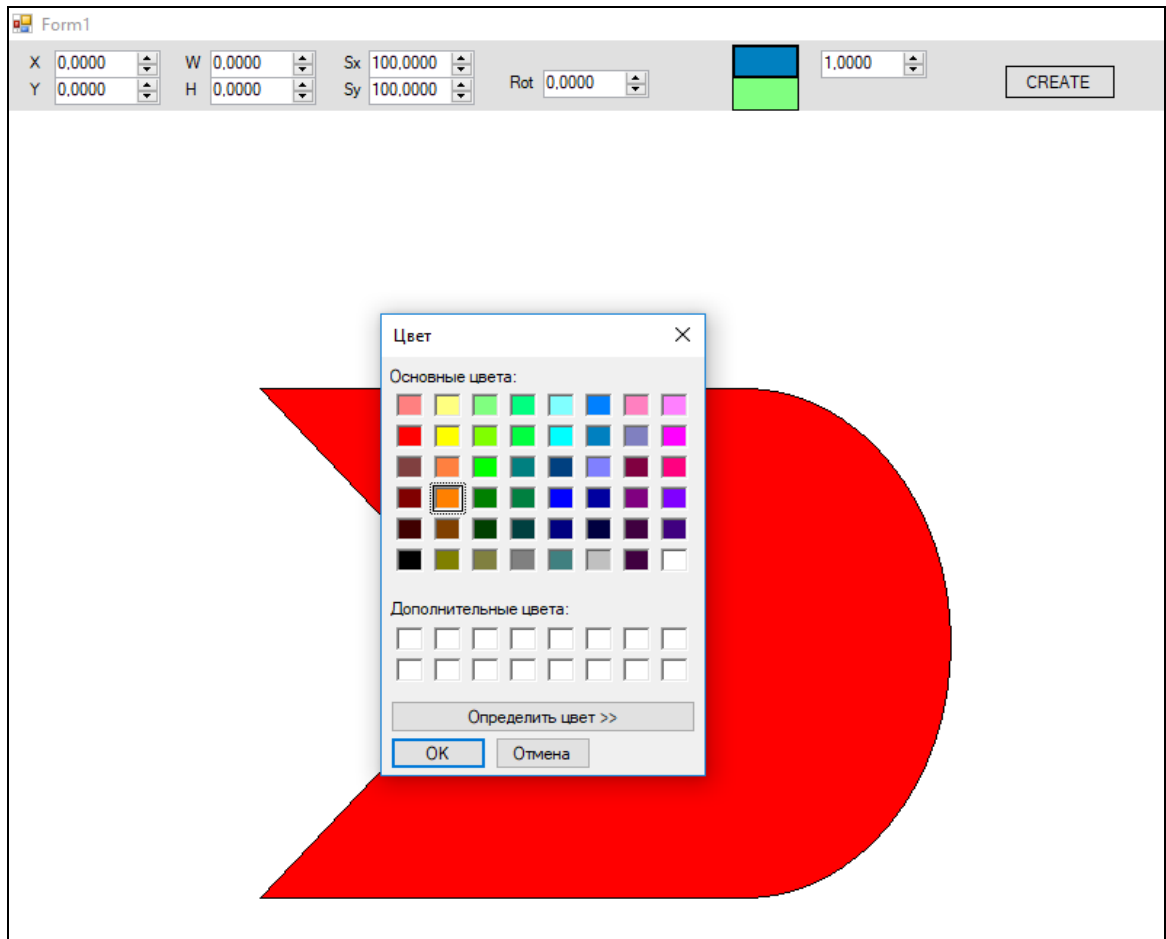 Form1
X 0,0000 W 0,0000 Sx 100,0000 1,0000
Y 0,0000 H 0,0000 Sy 100,0000 Rot 0,0000 CREATE
Цвет
Основные цвета:
Дополнительные цвета:
Определить цвет >>
OK Отмена